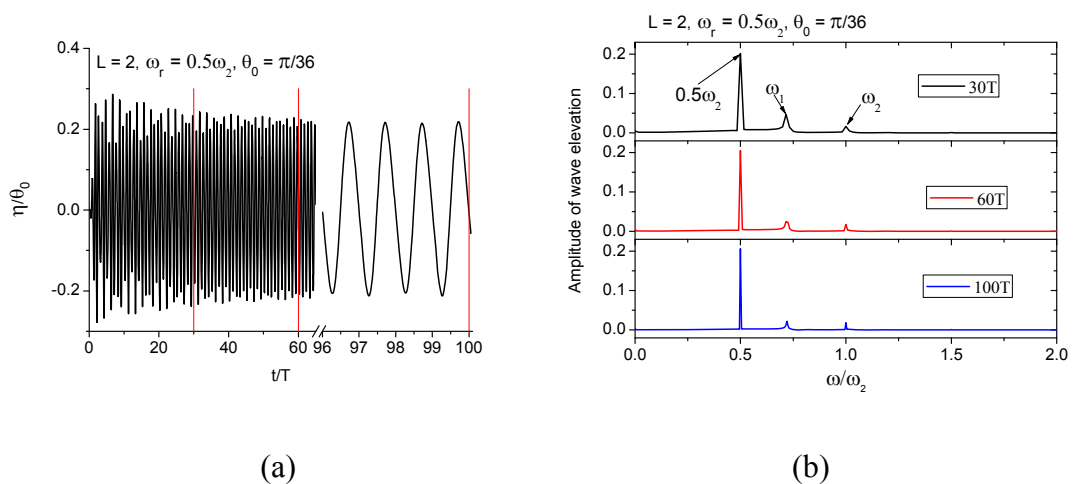 L = 2, ωr = 0.5ω2, θ0 = π/36
0.4
0.2
0.0
-0.2
η/θ0
0 20 40 60 96 97 98 99 100
t/T
(a)
L = 2, ωr = 0.5ω2, θ0 = π/36
0.2
0.1
0.0
0.5ω2
ω1
ω2
30T
0.2
0.1
0.0
60T
0.2
0.1
0.0
100T
Amplitude of wave elevation
0.0 0.5 1.0 1.5 2.0
ω/ω2
(b)